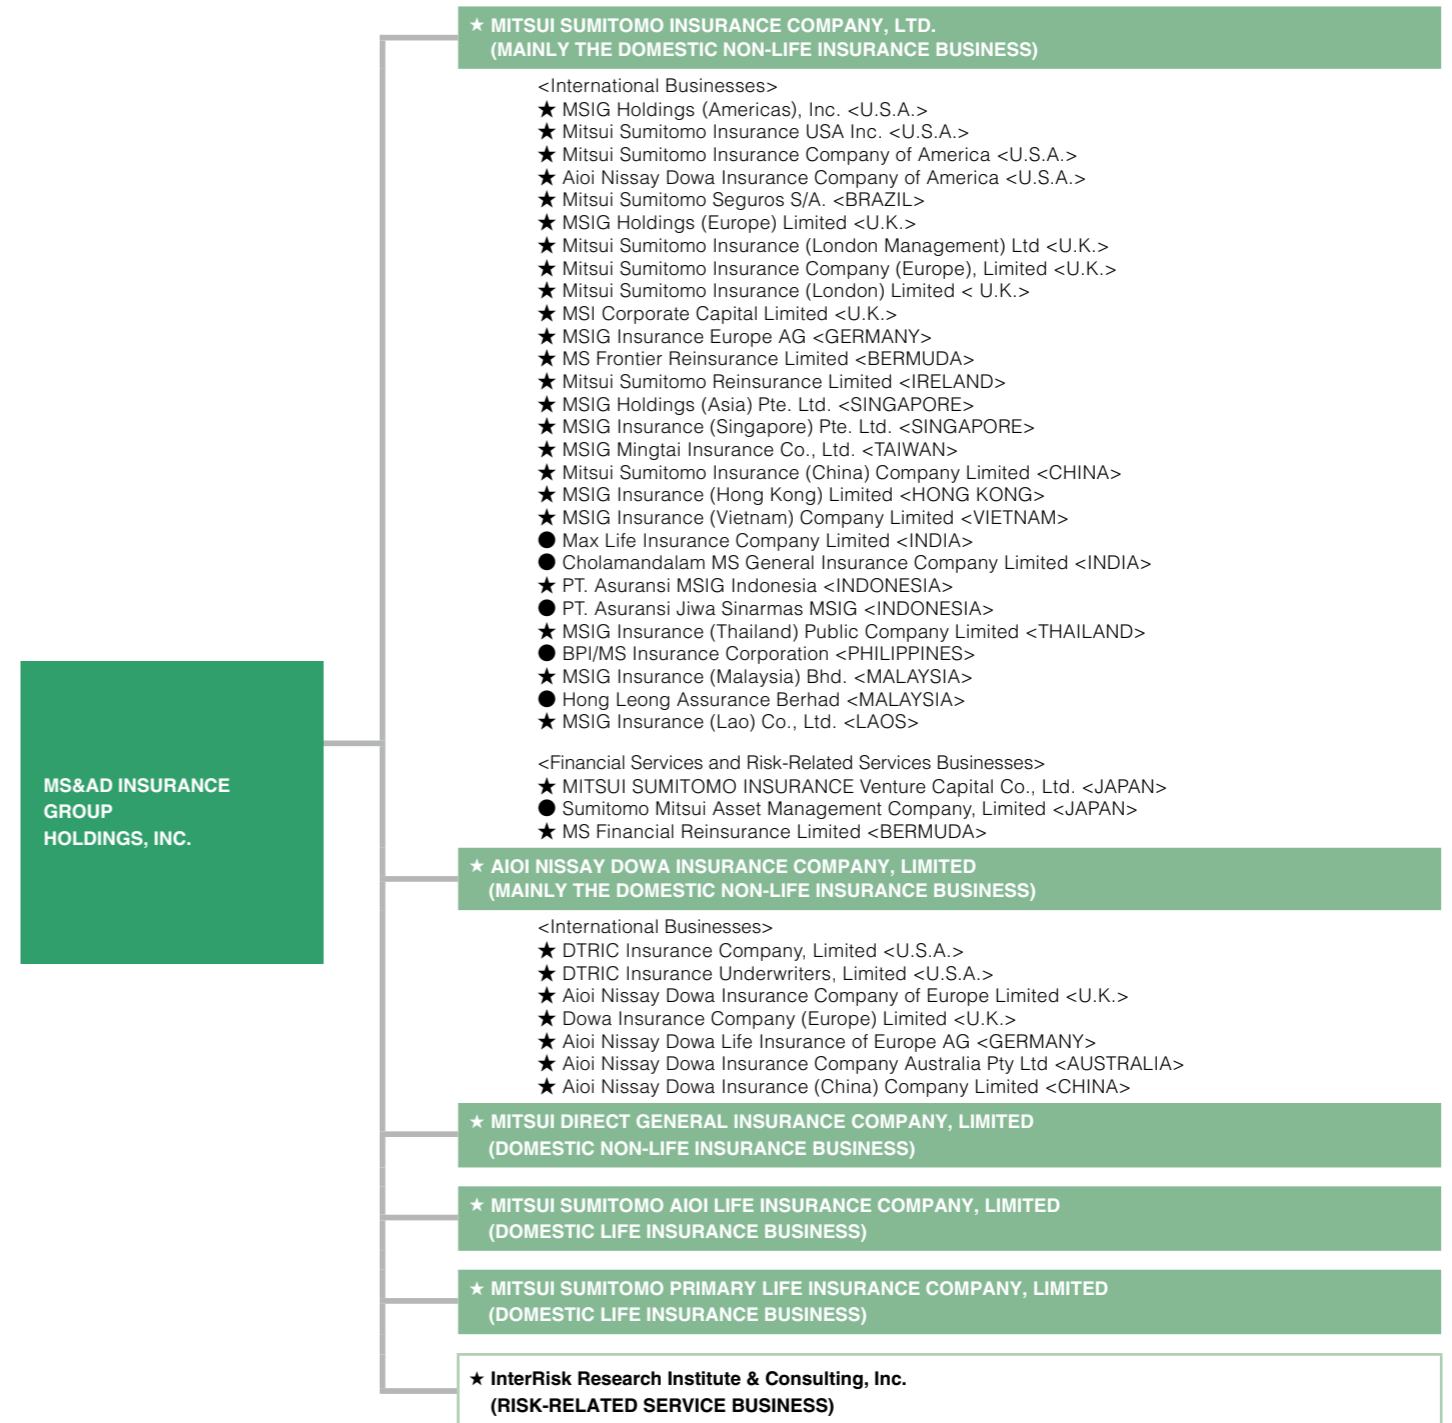 ★ MITSUI SUMITOMO INSURANCE COMPANY, LTD.
(MAINLY THE DOMESTIC NON-LIFE INSURANCE BUSINESS)
<International Businesses>
★ MSIG Holdings (Americas), Inc. <U.S.A.>
★ Mitsui Sumitomo Insurance USA Inc. <U.S.A.>
★ Mitsui Sumitomo Insurance Company of America <U.S.A.>
★ Aioi Nissay Dowa Insurance Company of America <U.S.A.>
★ Mitsui Sumitomo Seguros S/A. <BRAZIL>
★ MSIG Holdings (Europe) Limited <U.K.>
★ Mitsui Sumitomo Insurance (London Management) Ltd <U.K.>
★ Mitsui Sumitomo Insurance Company (Europe), Limited <U.K.>
★ Mitsui Sumitomo Insurance (London) Limited < U.K.>
★ MSI Corporate Capital Limited <U.K.>
★ MSIG Insurance Europe AG <GERMANY>
★ MS Frontier Reinsurance Limited <BERMUDA>
★ Mitsui Sumitomo Reinsurance Limited <IRELAND>
★ MSIG Holdings (Asia) Pte. Ltd. <SINGAPORE>
★ MSIG Insurance (Singapore) Pte. Ltd. <SINGAPORE>
★ MSIG Mingtai Insurance Co., Ltd. <TAIWAN>
★ Mitsui Sumitomo Insurance (China) Company Limited <CHINA>
★ MSIG Insurance (Hong Kong) Limited <HONG KONG>
★ MSIG Insurance (Vietnam) Company Limited <VIETNAM>
● Max Life Insurance Company Limited <INDIA>
● Cholamandalam MS General Insurance Company Limited <INDIA>
★ PT. Asuransi MSIG Indonesia <INDONESIA>
● PT. Asuransi Jiwa Sinarmas MSIG <INDONESIA>
★ MSIG Insurance (Thailand) Public Company Limited <THAILAND>
● BPI/MS Insurance Corporation <PHILIPPINES>
★ MSIG Insurance (Malaysia) Bhd. <MALAYSIA>
● Hong Leong Assurance Berhad <MALAYSIA>
★ MSIG Insurance (Lao) Co., Ltd. <LAOS>
<Financial Services and Risk-Related Services Businesses>
★ MITSUI SUMITOMO INSURANCE Venture Capital Co., Ltd. <JAPAN>
● Sumitomo Mitsui Asset Management Company, Limited <JAPAN>
★ MS Financial Reinsurance Limited <BERMUDA>
MS&AD INSURANCE
GROUP
HOLDINGS, INC.
★ AIOI NISSAY DOWA INSURANCE COMPANY, LIMITED
(MAINLY THE DOMESTIC NON-LIFE INSURANCE BUSINESS)
<International Businesses>
★ DTRIC Insurance Company, Limited <U.S.A.>
★ DTRIC Insurance Underwriters, Limited <U.S.A.>
★ Aioi Nissay Dowa Insurance Company of Europe Limited <U.K.>
★ Dowa Insurance Company (Europe) Limited <U.K.>
★ Aioi Nissay Dowa Life Insurance of Europe AG <GERMANY>
★ Aioi Nissay Dowa Insurance Company Australia Pty Ltd <AUSTRALIA>
★ Aioi Nissay Dowa Insurance (China) Company Limited <CHINA>
★ MITSUI DIRECT GENERAL INSURANCE COMPANY, LIMITED
(DOMESTIC NON-LIFE INSURANCE BUSINESS)
★ MITSUI SUMITOMO AIOI LIFE INSURANCE COMPANY, LIMITED
(DOMESTIC LIFE INSURANCE BUSINESS)
★ MITSUI SUMITOMO PRIMARY LIFE INSURANCE COMPANY, LIMITED
(DOMESTIC LIFE INSURANCE BUSINESS)
★ InterRisk Research Institute & Consulting, Inc.
(RISK-RELATED SERVICE BUSINESS)